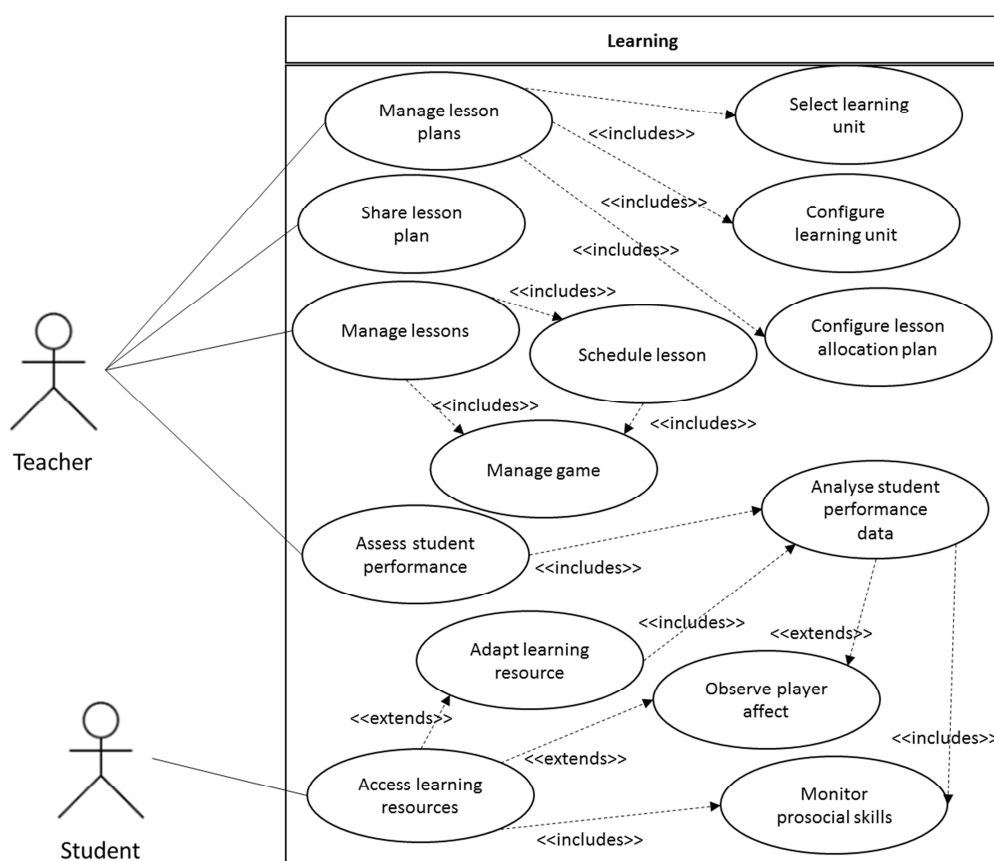 Learning
Manage lesson
plans
Select learning
unit
<<includes>>
Share lesson
plan
<<includes>>
Configure
learning unit
<<includes>>
<<includes>>
Manage lessons
Schedule lesson
Configure lesson
allocation plan
<<includes>>
<<includes>>
Teacher
Manage game
Analyse student
performance
data
Assess student
performance
<<includes>>
<<includes>>
<<extends>>
Adapt learning
resource
Observe player
affect
<<extends>>
<<includes>>
<<extends>>
Access learning
resources
Monitor
prosocial skills
<<includes>>
Student